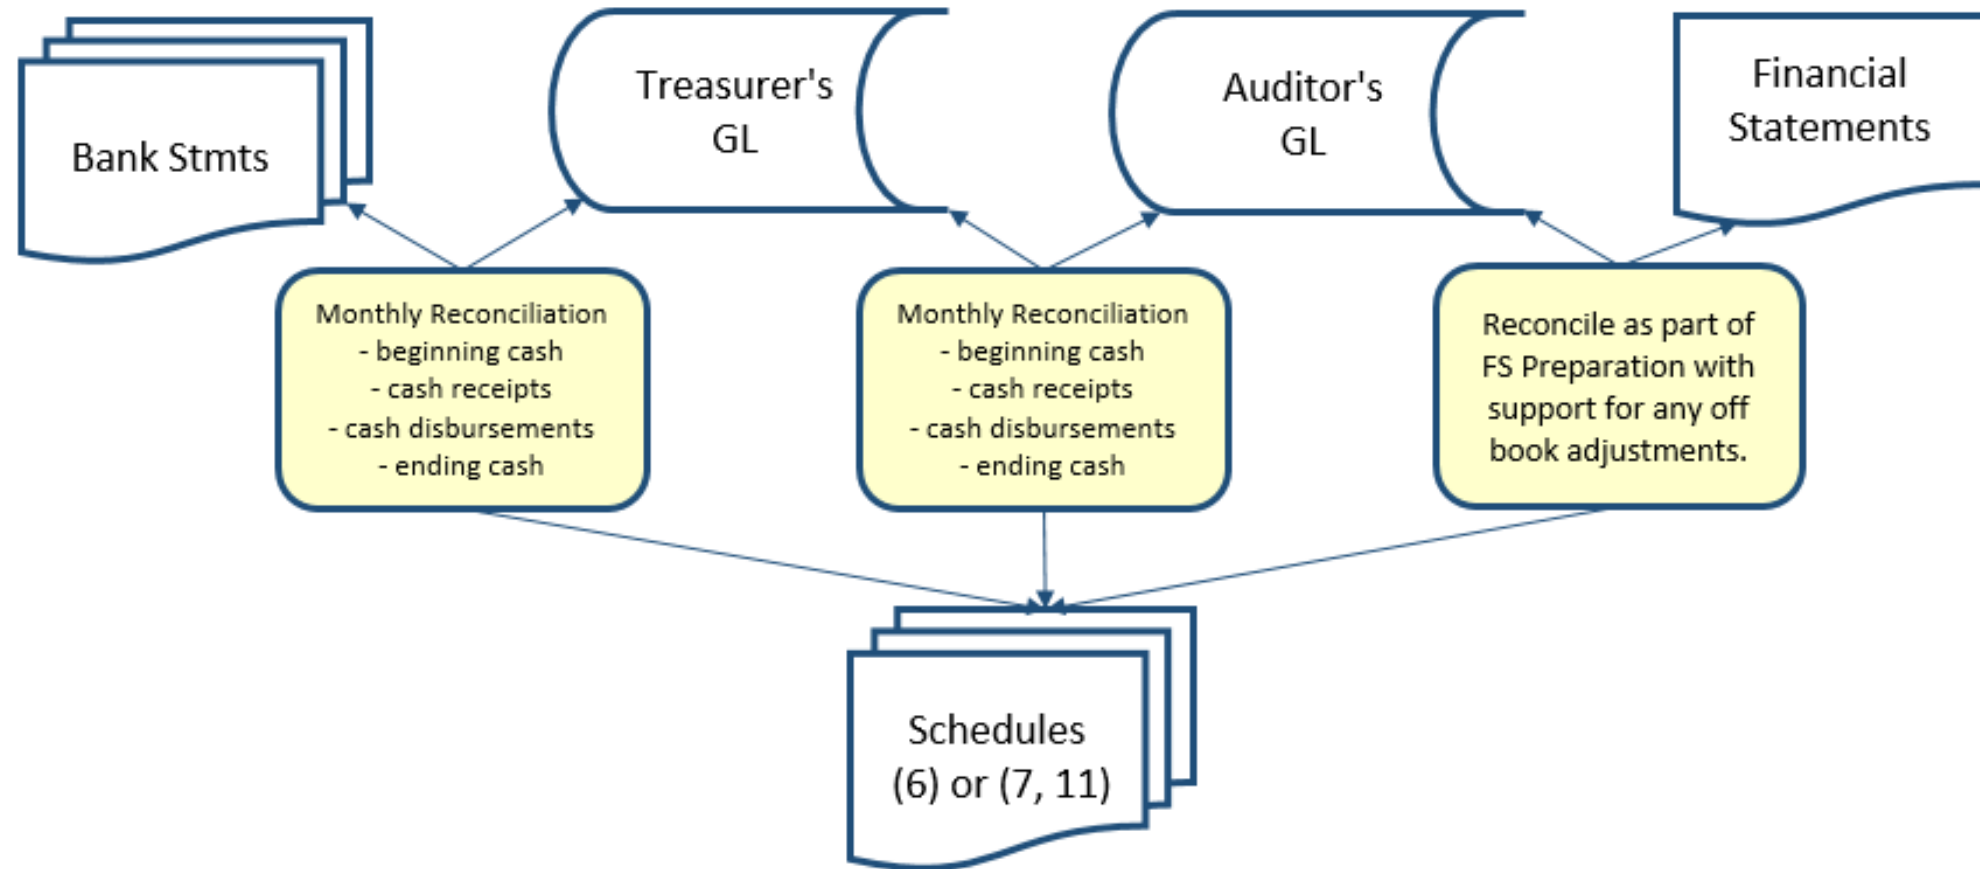 Bank Stmts
Treasurer's
GL
Auditor's
GL
Financial
Statements
Monthly Reconciliation
- beginning cash
- cash receipts
- cash disbursements
- ending cash
Monthly Reconciliation
- beginning cash
- cash receipts
- cash disbursements
- ending cash
Reconcile as part of
FS Preparation with
support for any off
book adjustments.
Schedules
(6) or (7, 11)